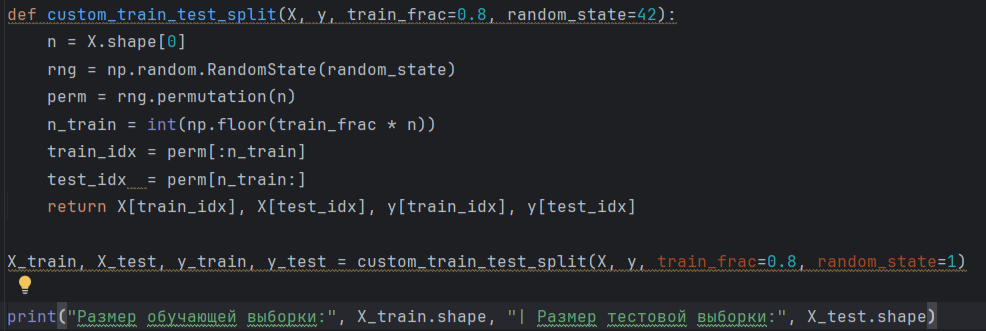 def custom_train_test_split(X, y, train_frac=0.8, random_state=42):
    n = X.shape[0]
    rng = np.random.RandomState(random_state)
    perm = rng.permutation(n)
    n_train = int(np.floor(train_frac * n))
    train_idx = perm[:n_train]
    test_idx  = perm[n_train:]
    return X[train_idx], X[test_idx], y[train_idx], y[test_idx]
X_train, X_test, y_train, y_test = custom_train_test_split(X, y, train_frac=0.8, random_state=1)
print("Размер обучающей выборки:", X_train.shape, "| Размер тестовой выборки:", X_test.shape)